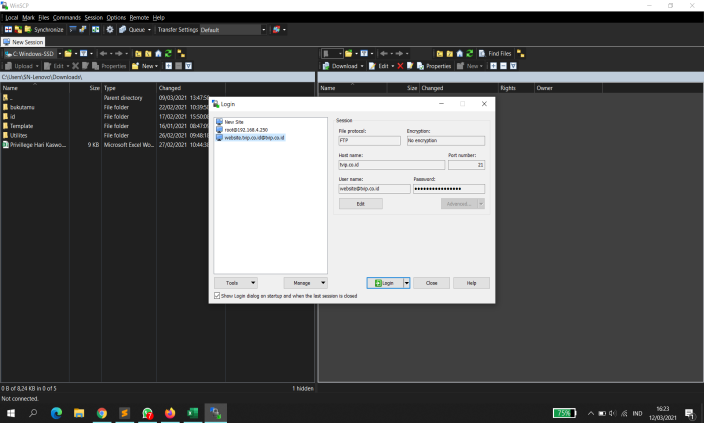 WinSCP
Local Mark Files Commands Session Options Remote Help
Synchronize Queue Transfer Settings Default
New Session
C: Windows-SSD Find Files
Upload Edit Properties New Download Edit Properties New
C:\Users\SN-Lenovo\Downloads\
Name Size Type Changed Name Size Changed Rights Owner
.. Parent directory 09/03/2021 13:47:59
bukutamu File folder 22/02/2021 10:39:50
id File folder 17/02/2021 15:50:0
Template File folder 16/01/2021 08:47:09
Utilites File folder 26/02/2021 09:48:18
Privillege Hari Kaswo... 9 KB Microsoft Excel Wo... 27/02/2021 10:44:38
Login
New Site
root@192.168.4.250
website.tvip.co.id@tvip.co.id
Session
File protocol: Encryption:
FTP No encryption
Host name: Port number:
tvip.co.id 21
User name: Password:
website@tvip.co.id
Edit Advanced...
Tools Manage Login Close Help
Show Login dialog on startup and when the last session is closed
0 B of 8,24 KB in 0 of 5 1 hidden
Not connected.
75% IND 16:23
12/03/2021